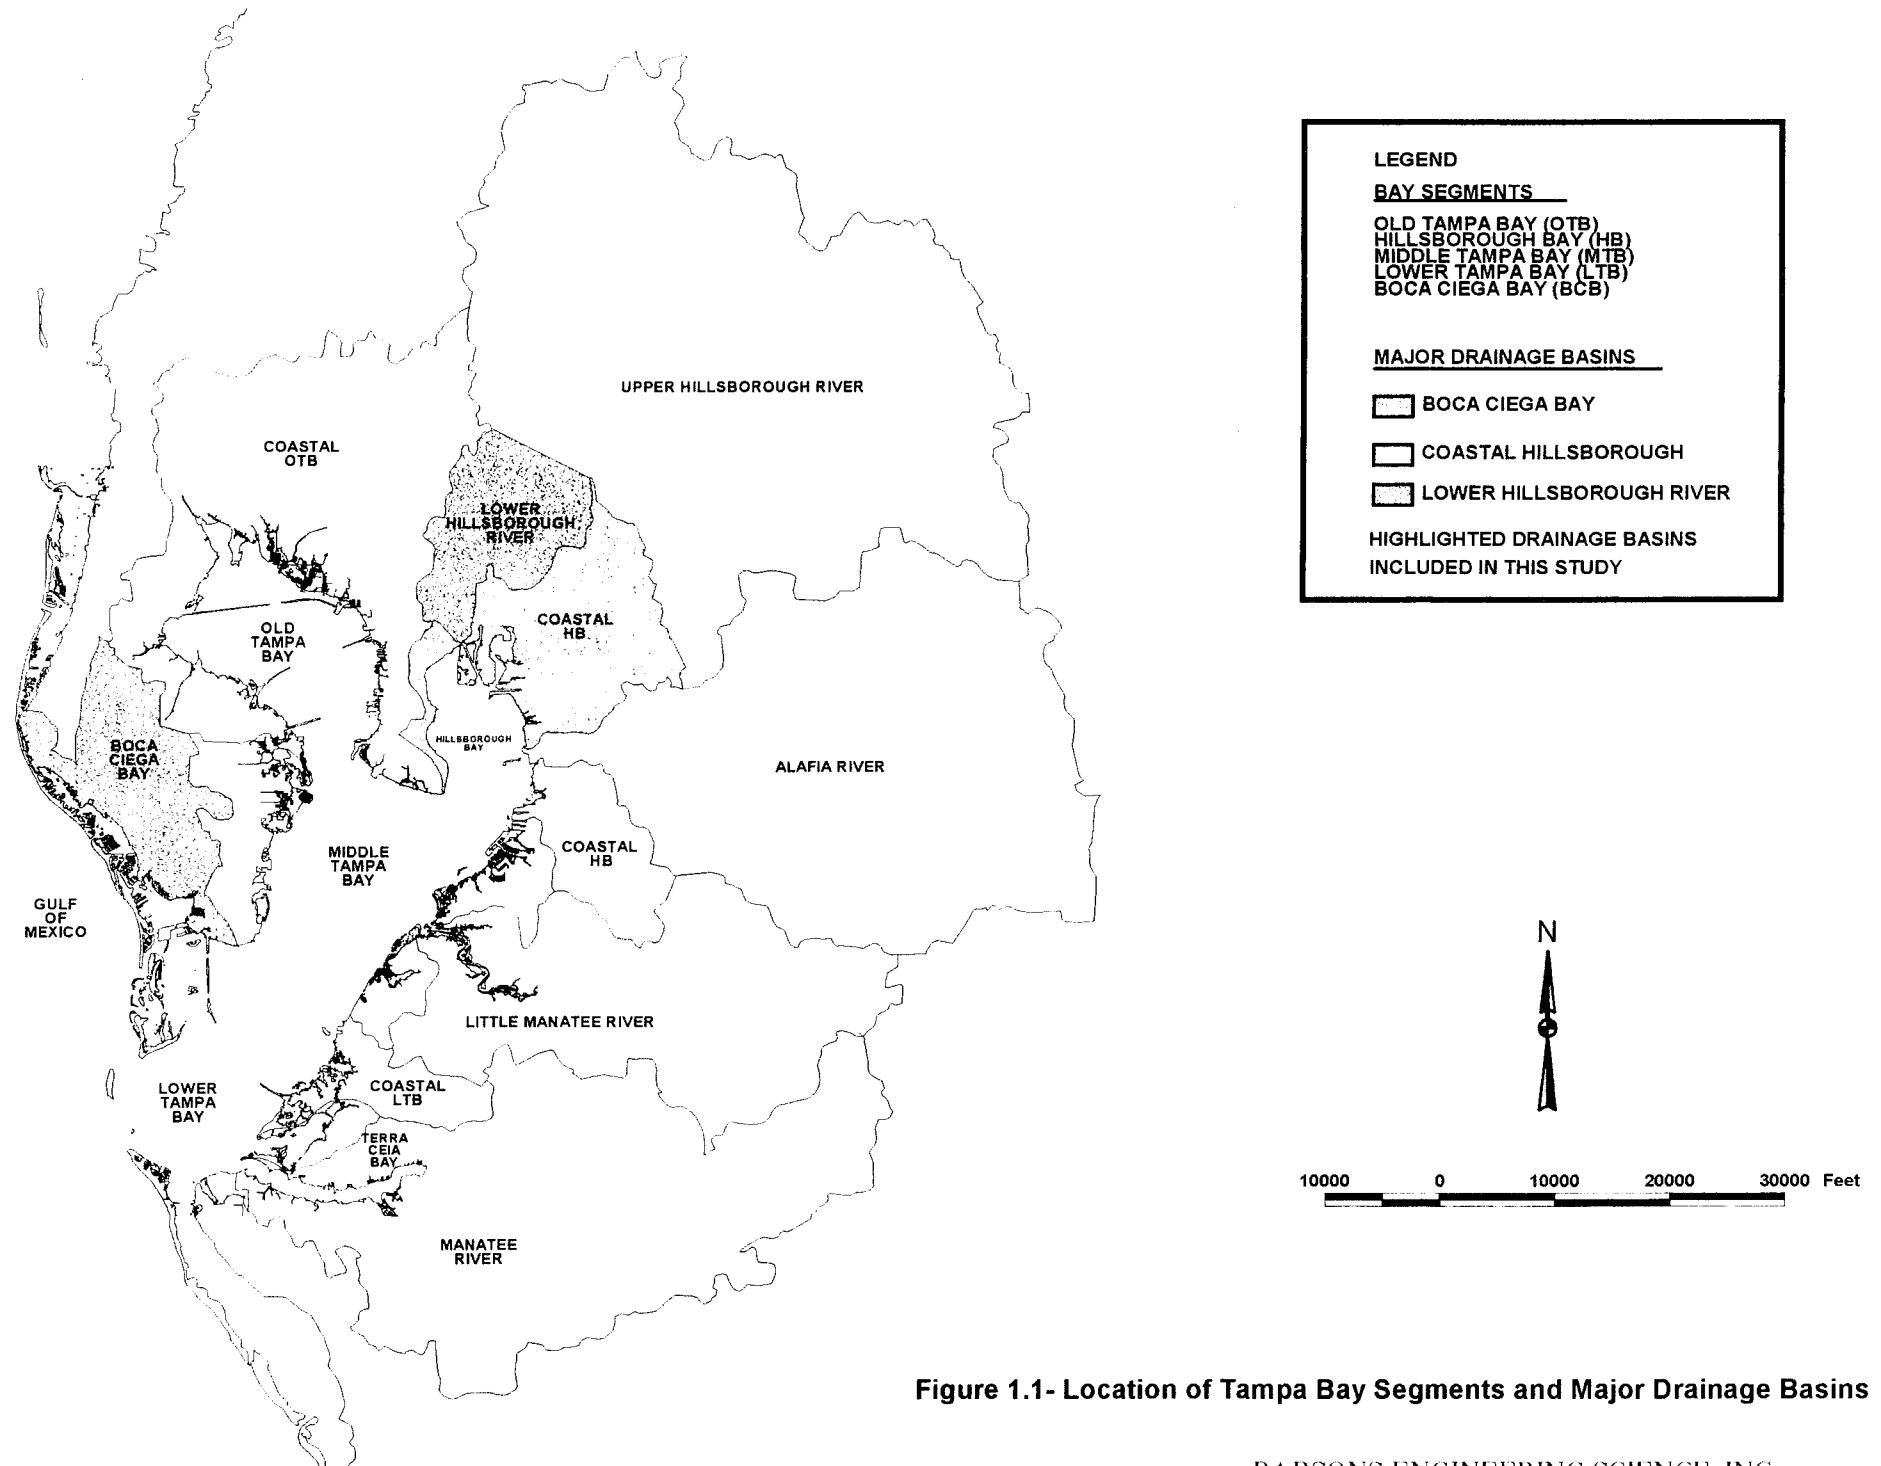 UPPER HILLSBOROUGH RIVER
COASTAL
OTB
LOWER
HILLSBOROUGH
RIVER
COASTAL
HB
OLD
TAMPA
BAY
HILLSBOROUGH
BAY
BOCA
CIEGA
BAY
ALAFIA RIVER
MIDDLE
TAMPA
BAY
COASTAL
HB
GULF
OF
MEXICO
LITTLE MANATEE RIVER
LOWER
TAMPA
BAY
COASTAL
LTB
TERRA
CEIA
BAY
MANATEE
RIVER
LEGEND
BAY SEGMENTS
OLD TAMPA BAY (OTB)
HILLSBOROUGH BAY (HB)
MIDDLE TAMPA BAY (MTB)
LOWER TAMPA BAY (LTB)
BOCA CIEGA BAY (BCB)
MAJOR DRAINAGE BASINS
BOCA CIEGA BAY
COASTAL HILLSBOROUGH
LOWER HILLSBOROUGH RIVER
HIGHLIGHTED DRAINAGE BASINS
INCLUDED IN THIS STUDY
N
10000 0 10000 20000 30000 Feet
Figure 1.1- Location of Tampa Bay Segments and Major Drainage Basins
PARSONS ENGINEERING SCIENCE, INC.